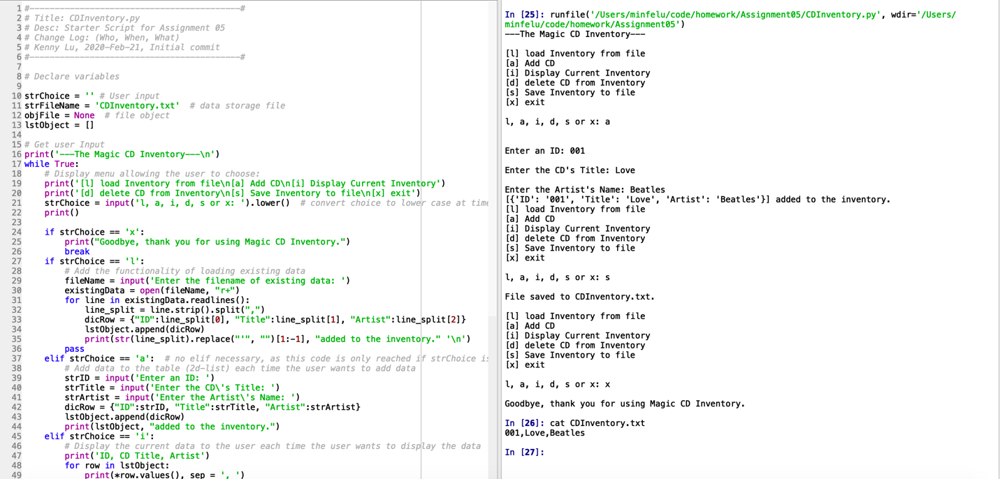 1 #------------------------------------------#
2 # Title: CDInventory.py
3 # Desc: Starter Script for Assignment 05
4 # Change Log: (Who, When, What)
5 # Kenny Lu, 2020-Feb-21, Initial commit
6 #------------------------------------------#
7
8 # Declare variables
9
10 strChoice = '' # User input
11 strFileName = 'CDInventory.txt'  # data storage file
12 objFile = None  # file object
13 lstObject = []
14
15 # Get user Input
16 print('---The Magic CD Inventory---\n')
17 while True:
18     # Display menu allowing the user to choose:
19     print('[l] load Inventory from file\n[a] Add CD\n[i] Display Current Inventory')
20     print('[d] delete CD from Inventory\n[s] Save Inventory to file\n[x] exit')
21     strChoice = input('l, a, i, d, s or x: ').lower()  # convert choice to lower case at time
22     print()
23
24     if strChoice == 'x':
25         print("Goodbye, thank you for using Magic CD Inventory.")
26         break
27     if strChoice == 'l':
28         # Add the functionality of loading existing data
29         fileName = input('Enter the filename of existing data: ')
30         existingData = open(fileName, "r+")
31         for line in existingData.readlines():
32             line_split = line.strip().split(",")
33             dicRow = {"ID":line_split[0], "Title":line_split[1], "Artist":line_split[2]}
34             lstObject.append(dicRow)
35             print(str(line_split).replace("'", "")[1:-1], "added to the inventory." '\n')
36         pass
37     elif strChoice == 'a':  # no elif necessary, as this code is only reached if strChoice is
38         # Add data to the table (2d-list) each time the user wants to add data
39         strID = input('Enter an ID: ')
40         strTitle = input('Enter the CD\'s Title: ')
41         strArtist = input('Enter the Artist\'s Name: ')
42         dicRow = {"ID":strID, "Title":strTitle, "Artist":strArtist}
43         lstObject.append(dicRow)
44         print(lstObject, "added to the inventory.")
45     elif strChoice == 'i':
46         # Display the current data to the user each time the user wants to display the data
47         print('ID, CD Title, Artist')
48         for row in lstObject:
49             print(*row.values(), sep = ', ')
In [25]: runfile('/Users/minfelu/code/homework/Assignment05/CDInventory.py', wdir='/Users/
minfelu/code/homework/Assignment05')
---The Magic CD Inventory---
[l] load Inventory from file
[a] Add CD
[i] Display Current Inventory
[d] delete CD from Inventory
[s] Save Inventory to file
[x] exit
l, a, i, d, s or x: a
Enter an ID: 001
Enter the CD's Title: Love
Enter the Artist's Name: Beatles
[{'ID': '001', 'Title': 'Love', 'Artist': 'Beatles'}] added to the inventory.
[l] load Inventory from file
[a] Add CD
[i] Display Current Inventory
[d] delete CD from Inventory
[s] Save Inventory to file
[x] exit
l, a, i, d, s or x: s
File saved to CDInventory.txt.
[l] load Inventory from file
[a] Add CD
[i] Display Current Inventory
[d] delete CD from Inventory
[s] Save Inventory to file
[x] exit
l, a, i, d, s or x: x
Goodbye, thank you for using Magic CD Inventory.
In [26]: cat CDInventory.txt
001,Love,Beatles
In [27]: